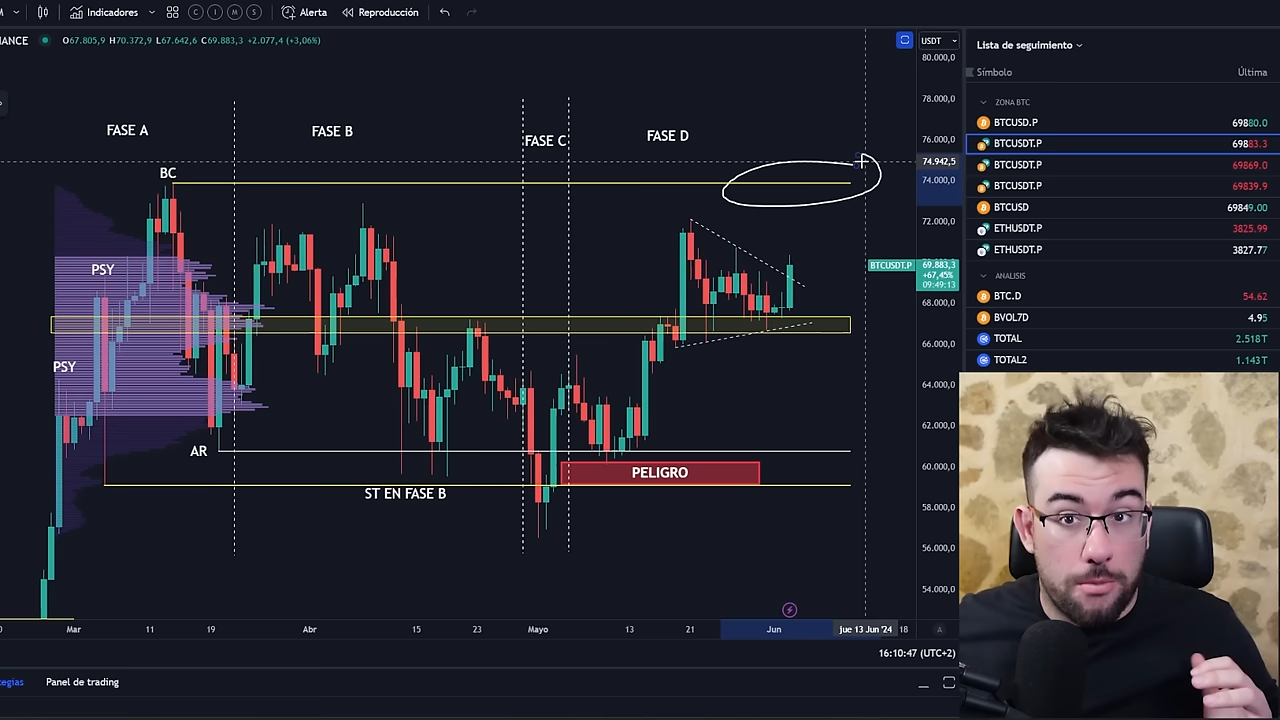 M Indicadores C I M S Alerta Reproducción
NANCE O67.805,9 H70.372,9 L67.642,6 C69.883,3 +2.077,4 (+3,06%)
USDT
80.000,0
78.000,0
76.000,0
74.942,5
74.000,0
72.000,0
BTCUSDT.P 69.883,3
+67,45%
09:49:13
68.000,0
66.000,0
64.000,0
62.000,0
60.000,0
58.000,0
56.000,0
54.000,0
FASE A
FASE B
FASE C
FASE D
BC
PSY
PSY
AR
ST EN FASE B
PELIGRO
Mar 11 19 Abr 15 23 Mayo 13 21 Jun jue 13 Jun '24 18 A
16:10:47 (UTC+2)
tegias Panel de trading
Lista de seguimiento
Símbolo Última
ZONA BTC
BTCUSD.P 69880.0
BTCUSDT.P 69883.3
BTCUSDT.P 69869.0
BTCUSDT.P 69839.9
BTCUSD 69849.00
ETHUSDT.P 3825.99
ETHUSDT.P 3827.77
ANALISIS
BTC.D 54.62
BVOL7D 4.95
TOTAL 2.518T
TOTAL2 1.143T